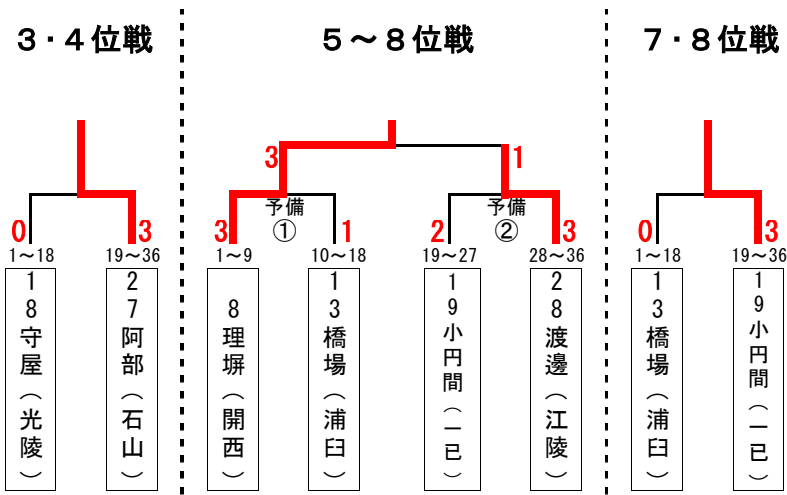 3・4位戦
0
3
1～18
19～36
18守屋（光陵）
27阿部（石山）
5～8位戦
3
1
予備
①
予備
②
3
1
2
3
1～9
10～18
19～27
28～36
8理塀（開西）
13橋場（浦臼）
19小円間（一已）
28渡邊（江陵）
7・8位戦
0
3
1～18
19～36
13橋場（浦臼）
19小円間（一已）